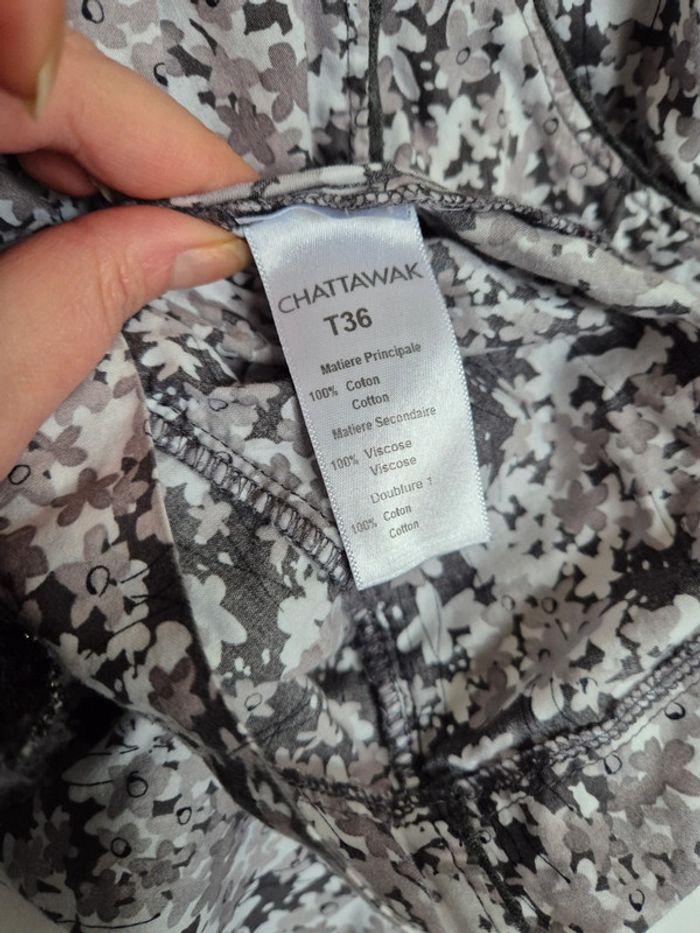 CHATTAWAK
T36
Matiere Principale
100% Coton
Cotton
Matiere Secondaire
100% Viscose
Viscose
Doublure 1
100% Coton
Cotton